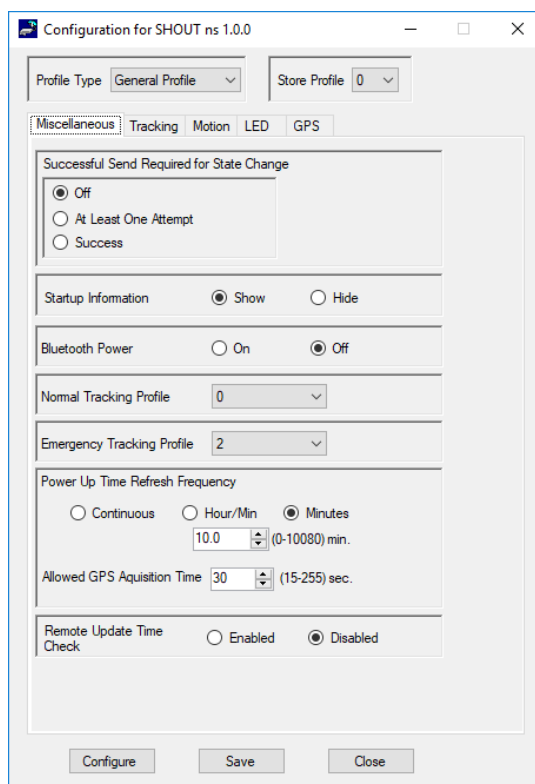 Configuration for SHOUT ns 1.0.0
Profile Type General Profile Store Profile 0
Miscellaneous Tracking Motion LED GPS
Successful Send Required for State Change
Off
At Least One Attempt
Success
Startup Information Show Hide
Bluetooth Power On Off
Normal Tracking Profile 0
Emergency Tracking Profile 2
Power Up Time Refresh Frequency
Continuous Hour/Min Minutes
10.0 (0-10080) min.
Allowed GPS Aquisition Time 30 (15-255) sec.
Remote Update Time
Check Enabled Disabled
Configure Save Close